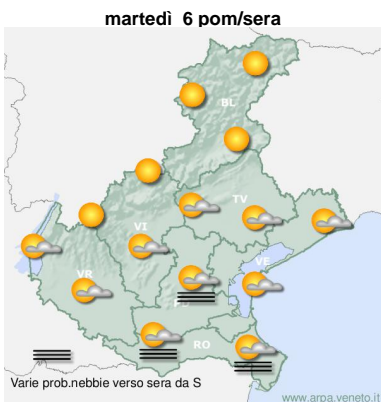 martedì 6 pom/sera
BL
TV
VI
VE
VR
RO
Varie prob.nebbie verso sera da S
www.arpa.veneto.it